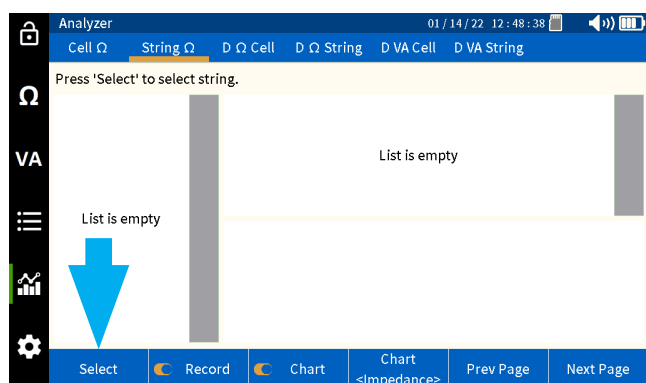 Analyzer
01/14/22 12:48:38
Cell Ω String Ω D Ω Cell D Ω String D VA Cell D VA String
Press 'Select' to select string.
Ω
VA
List is empty
List is empty
Select Record Chart Chart <Impedance> Prev Page Next Page